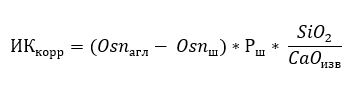 ИКкорр = (Osnагл − Osnш) * Рш * SiO2 / CaOизв